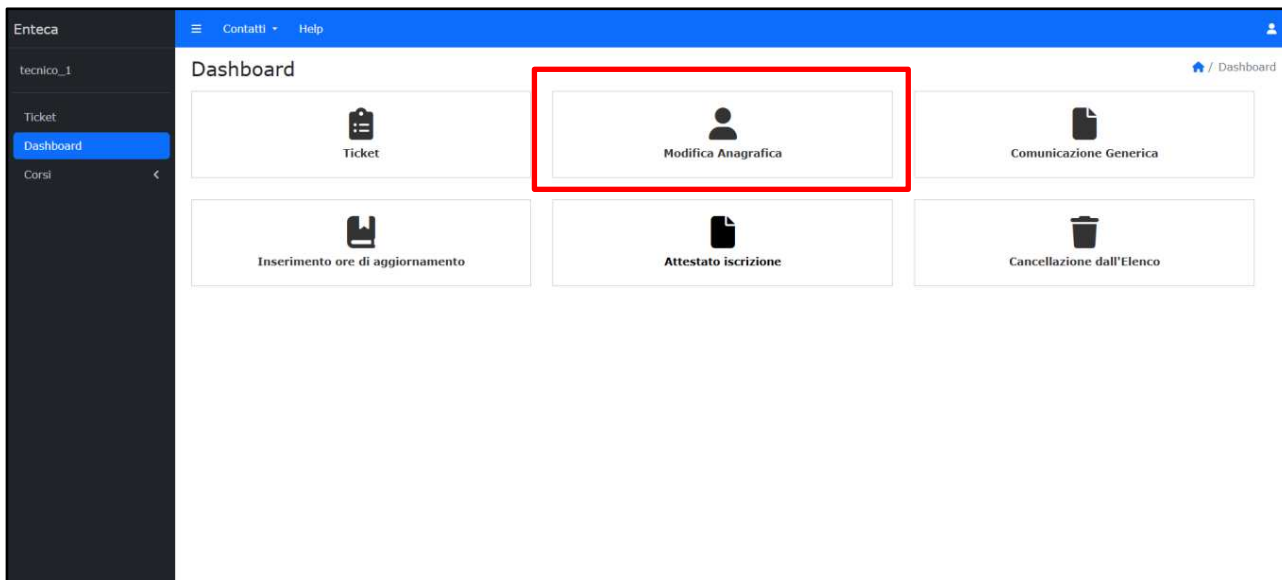 Enteca
Contatti Help
tecnico_1
Dashboard
/ Dashboard
Ticket
Dashboard
Corsi
Ticket
Modifica Anagrafica
Comunicazione Generica
Inserimento ore di aggiornamento
Attestato iscrizione
Cancellazione dall'Elenco